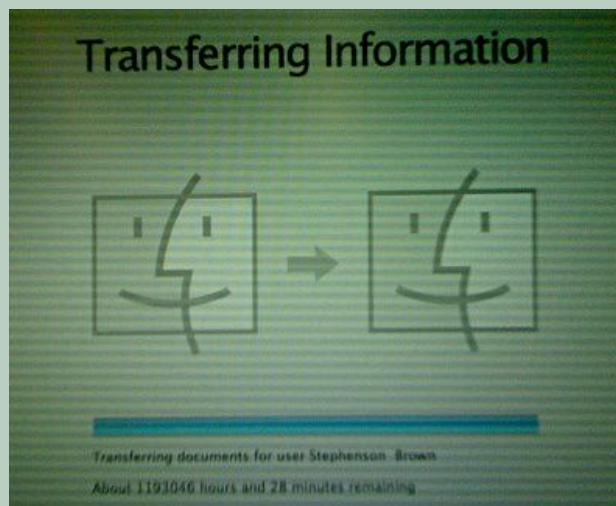 Transferring Information
Transferring documents for user Stephenson Brown
About 1193046 hours and 28 minutes remaining